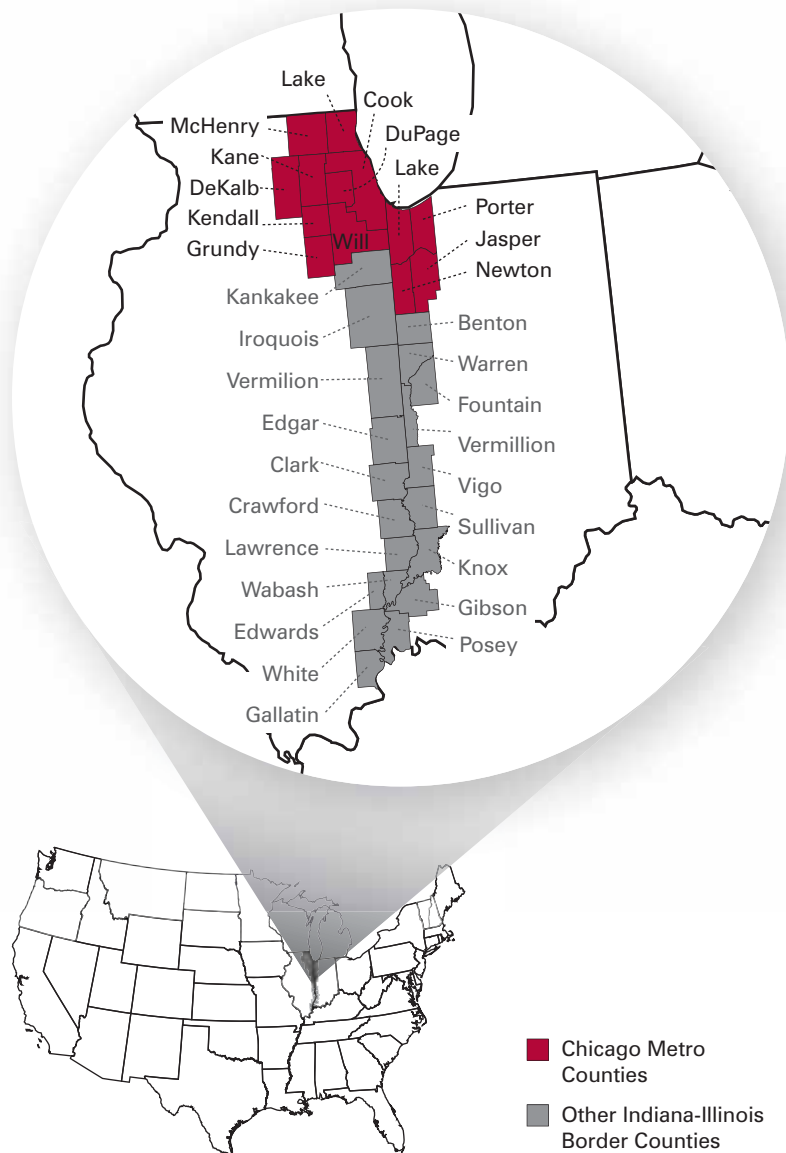 Lake
Cook
McHenry
DuPage
Kane
Lake
DeKalb
Kendall
Porter
Will
Jasper
Grundy
Newton
Kankakee
Benton
Iroquois
Warren
Vermilion
Fountain
Edgar
Vermillion
Clark
Vigo
Crawford
Sullivan
Lawrence
Knox
Wabash
Gibson
Edwards
Posey
White
Gallatin
Chicago Metro
Counties
Other Indiana-Illinois
Border Counties